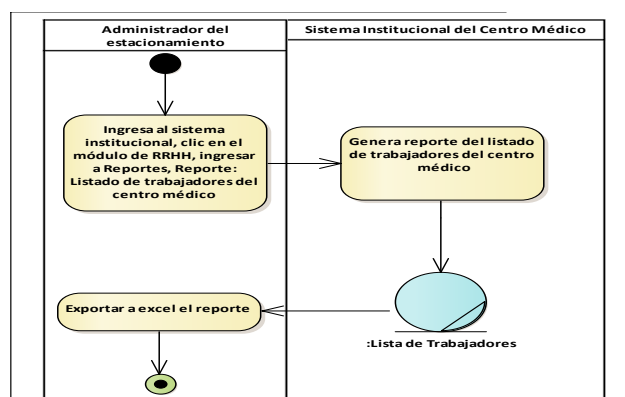 Administrador del
estacionamiento
Sistema Institucional del Centro Médico
Ingresa al sistema
institucional, clic en el
módulo de RRHH, ingresar
a Reportes, Reporte:
Listado de trabajadores del
centro médico
Genera reporte del listado
de trabajadores del centro
médico
Exportar a excel el reporte
:Lista de Trabajadores